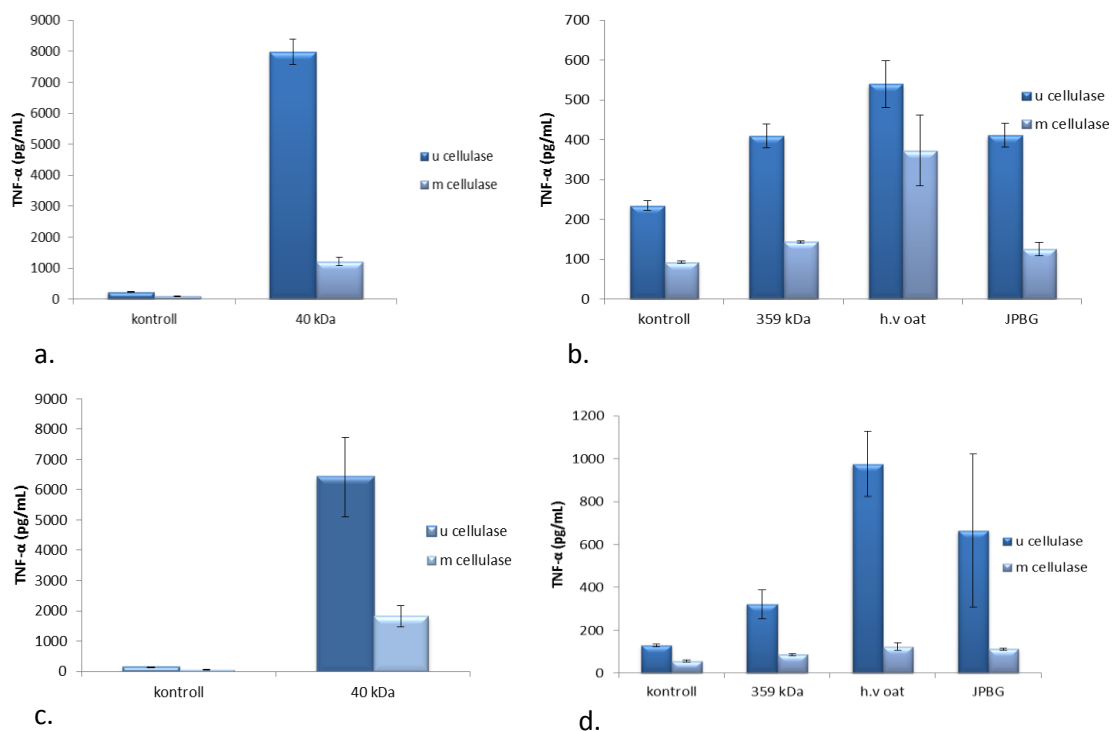 9000
8000
7000
6000
5000
4000
3000
2000
1000
0
TNF-α (pg/mL)
kontroll 40 kDa
u cellulase
m cellulase
a.
700
600
500
400
300
200
100
0
TNF-α (pg/mL)
kontroll 359 kDa h.v oat JPBG
u cellulase
m cellulase
b.
9000
8000
7000
6000
5000
4000
3000
2000
1000
0
TNF-α (pg/mL)
kontroll 40 kDa
u cellulase
m cellulase
c.
1200
1000
800
600
400
200
0
TNF-α (pg/mL)
kontroll 359 kDa h.v oat JPBG
u cellulase
m cellulase
d.